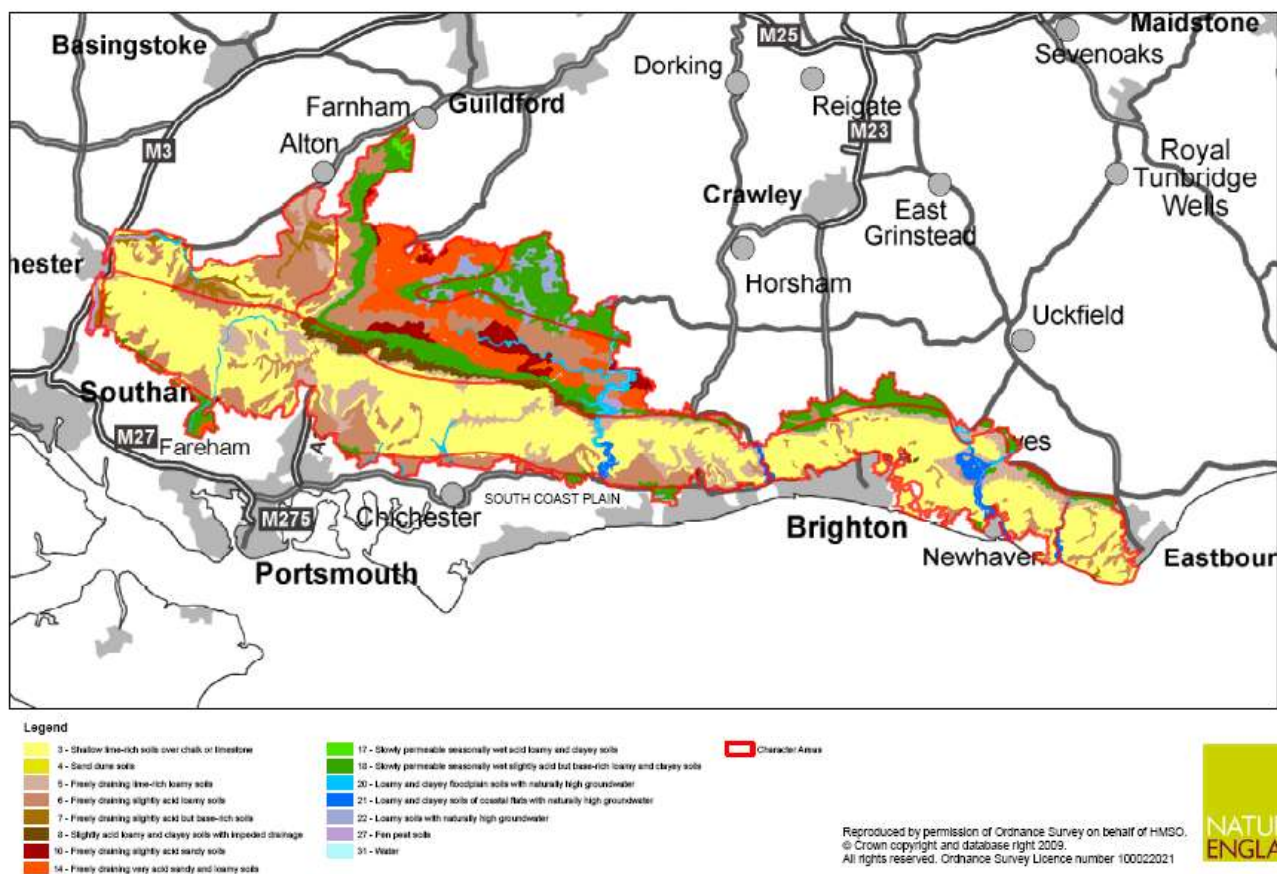 Basingstoke
Maidstone
M25
Sevenoaks
Dorking
Farnham
Guildford
Reigate
M23
Alton
M3
Royal
Tunbridge
Wells
Crawley
East
Grinstead
nester
Horsham
Uckfield
Southar
M27
Fareham
A
wes
SOUTH COAST PLAIN
M275
Chichester
Brighton
Newhaven
Eastbour
Portsmouth
Legend
3 - Shallow lime-rich soils over chalk or limestone
4 - Sand dune soils
5 - Freely draining lime-rich loamy soils
6 - Freely draining slightly acid loamy soils
7 - Freely draining slightly acid but base-rich soils
8 - Slightly acid loamy and clayey soils with impeded drainage
10 - Freely draining slightly acid sandy soils
14 - Freely draining very acid sandy and loamy soils
17 - Slowly permeable seasonally wet acid loamy and clayey soils
18 - Slowly permeable seasonally wet slightly acid but base-rich loamy and clayey soils
20 - Loamy and clayey floodplain soils with naturally high groundwater
21 - Loamy and clayey soils of coastal flats with naturally high groundwater
22 - Loamy soils with naturally high groundwater
27 - Fen peat soils
31 - Water
Character Areas
Reproduced by permission of Ordnance Survey on behalf of HMSO.
© Crown copyright and database right 2009.
All rights reserved. Ordnance Survey Licence number 100022021
NATU
ENGLA